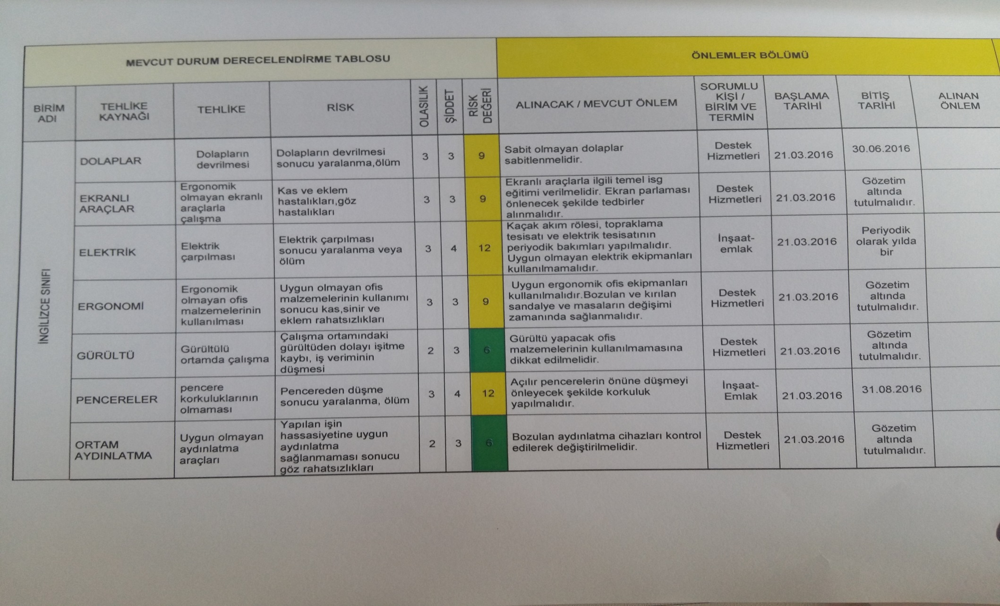 MEVCUT DURUM DERECELENDİRME TABLOSU
ÖNLEMLER BÖLÜMÜ
BİRİM
ADI
TEHLİKE
KAYNAĞI
TEHLİKE
RİSK
OLASILIK
ŞİDDET
RİSK
DEĞERİ
ALINACAK / MEVCUT ÖNLEM
SORUMLU
KİŞİ /
BİRİM VE
TERMİN
BAŞLAMA
TARİHİ
BİTİŞ
TARİHİ
ALINAN
ÖNLEM
İNGİLİZCE SINIFI
DOLAPLAR
Dolapların
devrilmesi
Dolapların devrilmesi
sonucu yaralanma,ölüm
3
3
9
Sabit olmayan dolaplar
sabitlenmelidir.
Destek
Hizmetleri
21.03.2016
30.06.2016
EKRANLI
ARAÇLAR
Ergonomik
olmayan ekranlı
araçlarla
çalışma
Kas ve eklem
hastalıkları,göz
hastalıkları
3
3
9
Ekranlı araçlarla ilgili temel isg
eğitimi verilmelidir. Ekran parlaması
önlenecek şekilde tedbirler
alınmalıdır.
Destek
Hizmetleri
21.03.2016
Gözetim
altında
tutulmalıdır.
ELEKTRİK
Elektrik
çarpılması
Elektrik çarpılması
sonucu yaralanma veya
ölüm
3
4
12
Kaçak akım rölesi, topraklama
tesisatı ve elektrik tesisatının
periyodik bakımları yapılmalıdır.
Uygun olmayan elektrik ekipmanları
kullanılmamalıdır.
İnşaat-
emlak
21.03.2016
Periyodik
olarak yılda
bir
ERGONOMİ
Ergonomik
olmayan ofis
malzemelerinin
kullanılması
Uygun olmayan ofis
malzemelerinin kullanımı
sonucu kas,sinir ve
eklem rahatsızlıkları
3
3
9
Uygun ergonomik ofis ekipmanları
kullanılmalıdır.Bozulan ve kırılan
sandalye ve masaların değişimi
zamanında sağlanmalıdır.
Destek
Hizmetleri
21.03.2016
Gözetim
altında
tutulmalıdır.
GÜRÜLTÜ
Gürültülü
ortamda çalışma
Çalışma ortamındaki
gürültüden dolayı işitme
kaybı, iş veriminin
düşmesi
2
3
6
Gürültü yapacak ofis
malzemelerinin kullanılmamasına
dikkat edilmelidir.
Destek
Hizmetleri
21.03.2016
Gözetim
altında
tutulmalıdır.
PENCERELER
pencere
korkuluklarının
olmaması
Pencereden düşme
sonucu yaralanma, ölüm
3
4
12
Açılır pencerelerin önüne düşmeyi
önleyecek şekilde korkuluk
yapılmalıdır.
İnşaat-
Emlak
21.03.2016
31.08.2016
ORTAM
AYDINLATMA
Uygun olmayan
aydınlatma
araçları
Yapılan işin
hassasiyetine uygun
aydınlatma
sağlanmaması sonucu
göz rahatsızlıkları
2
3
6
Bozulan aydınlatma cihazları kontrol
edilerek değiştirilmelidir.
Destek
Hizmetleri
21.03.2016
Gözetim
altında
tutulmalıdır.